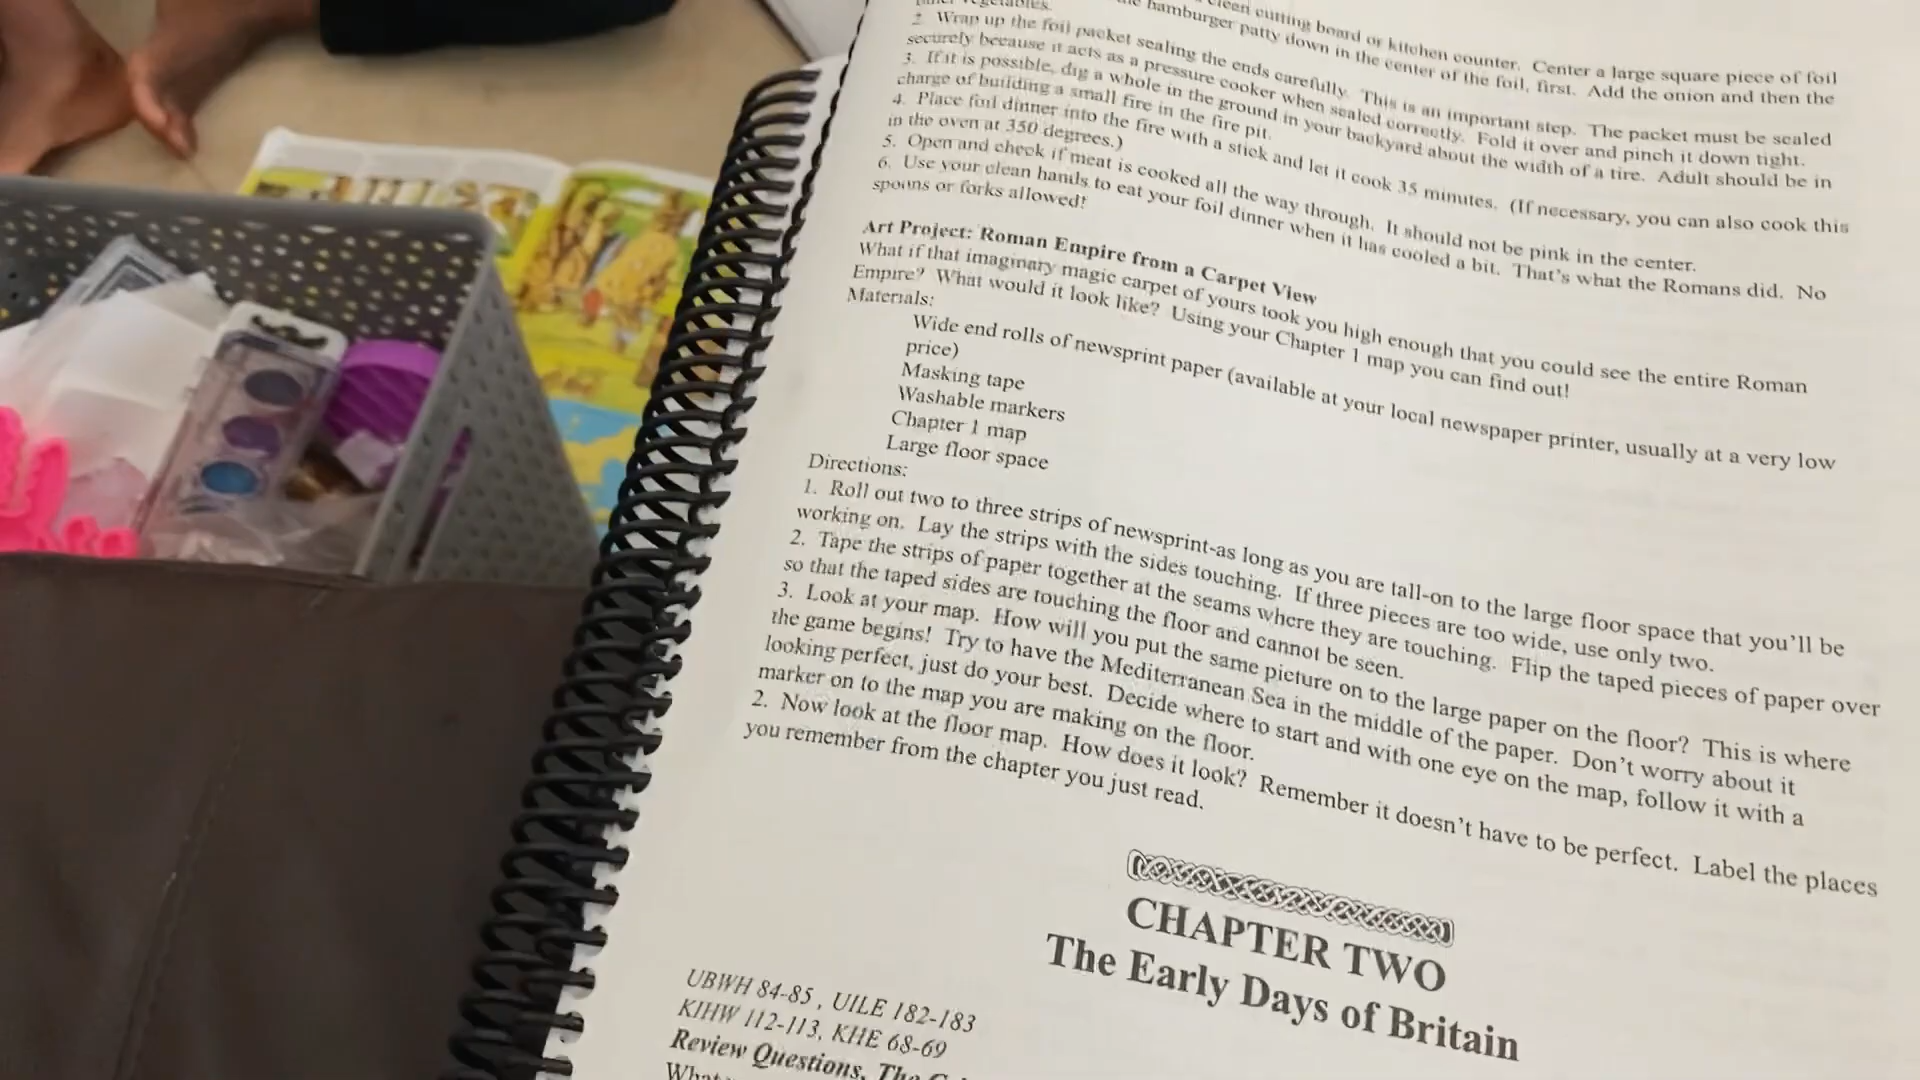 clean cutting board or kitchen counter. Center a large square piece of foil
hamburger patty down in the center of the foil, first. Add the onion and then the
vegetables.
2. Wrap up the foil packet sealing the ends carefully. This is an important step. The packet must be sealed
securely because it acts as a pressure cooker when sealed correctly. Fold it over and pinch it down tight.
3. If it is possible, dig a whole in the ground in your backyard about the width of a tire. Adult should be in
charge of building a small fire in the fire pit.
4. Place foil dinner into the fire with a stick and let it cook 35 minutes. (If necessary, you can also cook this
in the oven at 350 degrees.)
5. Open and check if meat is cooked all the way through. It should not be pink in the center.
6. Use your clean hands to eat your foil dinner when it has cooled a bit. That's what the Romans did. No
spoons or forks allowed!
Art Project: Roman Empire from a Carpet View
What if that imaginary magic carpet of yours took you high enough that you could see the entire Roman
Empire? What would it look like? Using your Chapter 1 map you can find out!
Materials:
Wide end rolls of newsprint paper (available at your local newspaper printer, usually at a very low
price)
Masking tape
Washable markers
Chapter 1 map
Large floor space
Directions:
1. Roll out two to three strips of newsprint-as long as you are tall-on to the large floor space that you'll be
working on. Lay the strips with the sides touching. If three pieces are too wide, use only two.
2. Tape the strips of paper together at the seams where they are touching. Flip the taped pieces of paper over
so that the taped sides are touching the floor and cannot be seen.
3. Look at your map. How will you put the same picture on to the large paper on the floor? This is where
the game begins! Try to have the Mediterranean Sea in the middle of the paper. Don't worry about it
looking perfect, just do your best. Decide where to start and with one eye on the map, follow it with a
marker on to the map you are making on the floor.
2. Now look at the floor map. How does it look? Remember it doesn't have to be perfect. Label the places
you remember from the chapter you just read.
CHAPTER TWO
The Early Days of Britain
UBWH 84-85, UILE 182-183
KIHW 112-113, KHE 68-69
Review Questions, The
What